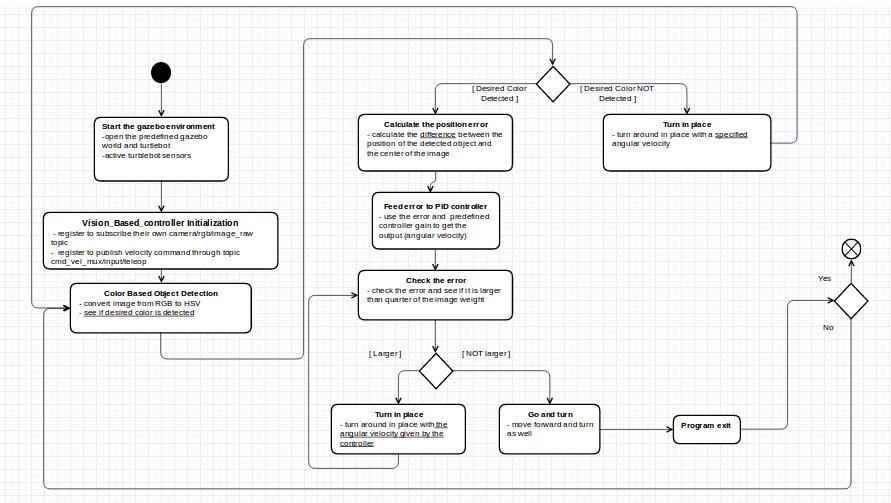 Start the gazebo environment
-open the predefined gazebo
world and turtlebot
-active turblebot sensors
Vision_Based_controller Initialization
- register to subscribe their own camera/rgb/image_raw
topic
- register to publish velocity command through topic
cmd_vel_mux/input/teleop
Color Based Object Detection
- convert image from RGB to HSV
- see if desired color is detected
[ Desired Color
Detected ]
[ Desired Color NOT
Detected ]
Calculate the position error
- calculate the difference between the
position of the detected object and
the center of the image
Turn in place
- turn around in place with a specified
angular velocity
Feed error to PID controller
- use the error and predefined
controller gain to get the
output (angular velocity)
Check the error
- check the error and see if it is larger
than quarter of the image weight
[ Larger ]
[ NOT larger ]
Turn in place
- turn around in place with the
angular velocity given by the
controller
Go and turn
- move forward and turn
as well
Program exit
Yes
No